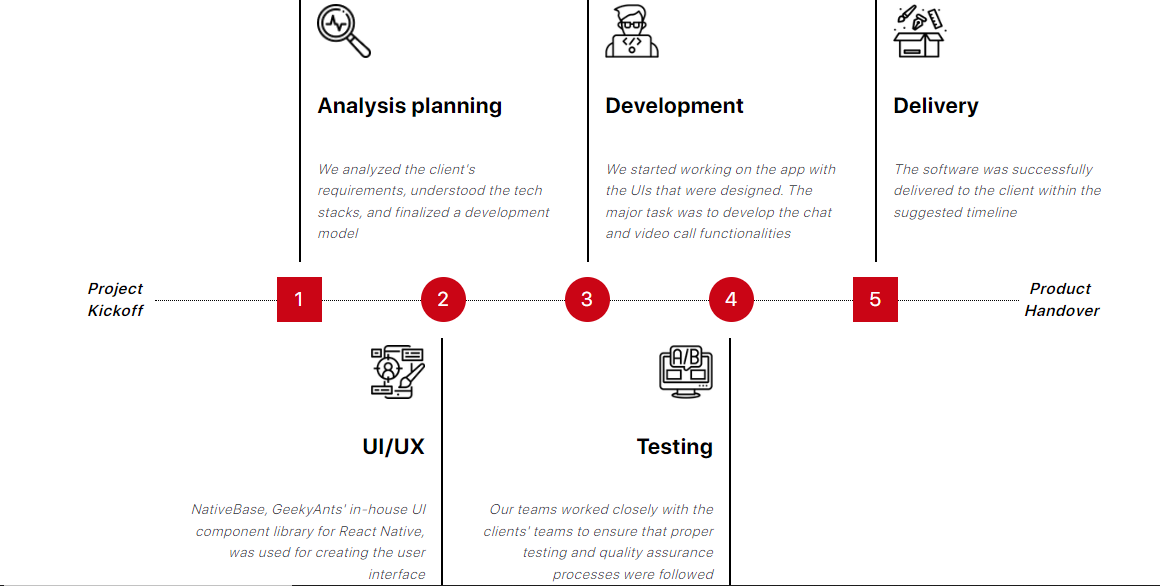 Analysis planning
We analyzed the client's
requirements, understood the tech
stacks, and finalized a development
model
Development
</>
We started working on the app with
the UIs that were designed. The
major task was to develop the chat
and video call functionalities
Delivery
The software was successfully
delivered to the client within the
suggested timeline
Project
Kickoff
1
2
3
4
5
Product
Handover
UI/UX
NativeBase, GeekyAnts' in-house UI
component library for React Native,
was used for creating the user
interface
A/B
Testing
Our teams worked closely with the
clients' teams to ensure that proper
testing and quality assurance
processes were followed